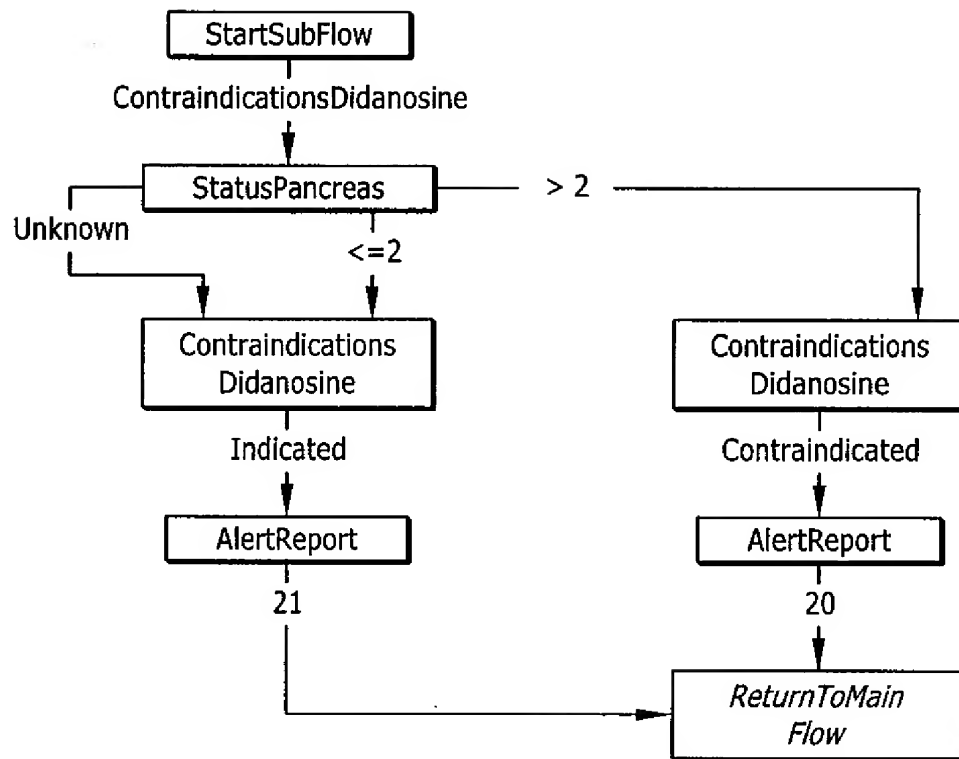 StartSubFlow
ContraindicationsDidanosine
StatusPancreas
> 2
Unknown
<=2
Contraindications
Didanosine
Contraindications
Didanosine
Indicated
Contraindicated
AlertReport
AlertReport
21
20
ReturnToMain
Flow